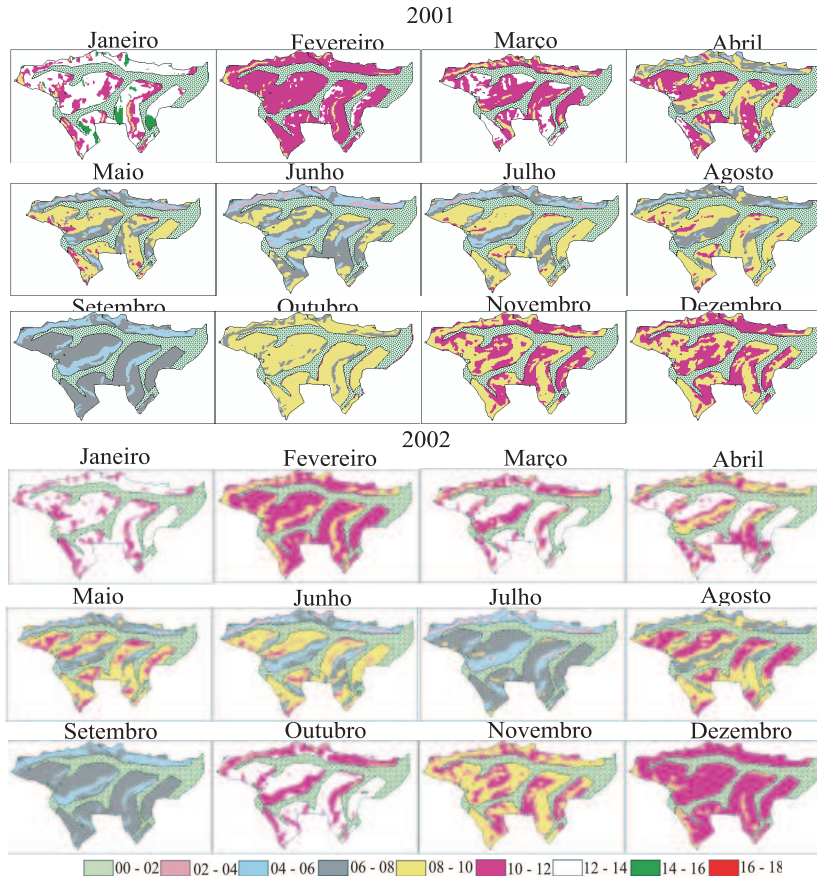 2001
Janeiro Fevereiro Março Abril
Maio Junho Julho Agosto
Setembro Outubro Novembro Dezembro
2002
Janeiro Fevereiro Março Abril
Maio Junho Julho Agosto
Setembro Outubro Novembro Dezembro
00 - 02 02 - 04 04 - 06 06 - 08 08 - 10 10 - 12 12 - 14 14 - 16 16 - 18